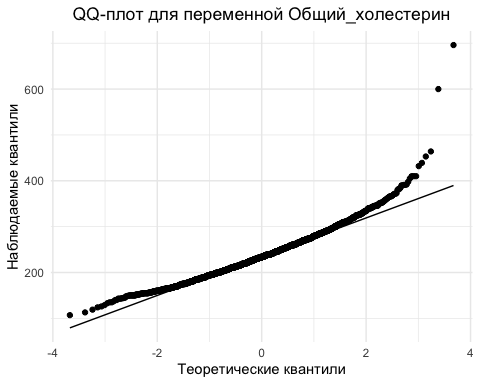 QQ-плот для переменной Общий_холестерин
Наблюдаемые квантили
600
400
200
-4 -2 0 2 4
Теоретические квантили